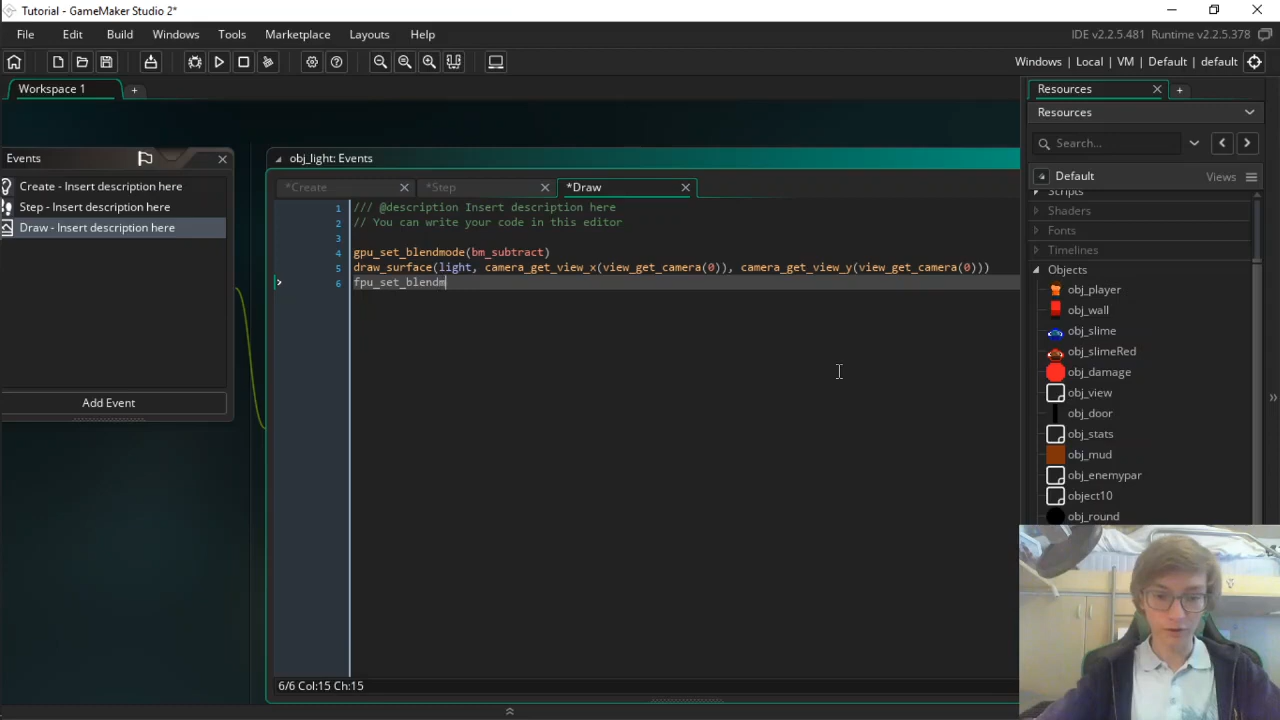 Tutorial - GameMaker Studio 2*
File Edit Build Windows Tools Marketplace Layouts Help
IDE v2.2.5.481 Runtime v2.2.5.378
Windows | Local | VM | Default | default
Workspace 1
Resources
Resources
Search...
Default
Views
Events
Create - Insert description here
Step - Insert description here
Draw - Insert description here
Add Event
obj_light: Events
*Create
*Step
*Draw
1 /// @description Insert description here
2 // You can write your code in this editor
3
4 gpu_set_blendmode(bm_subtract)
5 draw_surface(light, camera_get_view_x(view_get_camera(0)), camera_get_view_y(view_get_camera(0)))
6 fpu_set_blendm
6/6 Col:15 Ch:15
Scripts
Shaders
Fonts
Timelines
Objects
obj_player
obj_wall
obj_slime
obj_slimeRed
obj_damage
obj_view
obj_door
obj_stats
obj_mud
obj_enemypar
object10
obj_round